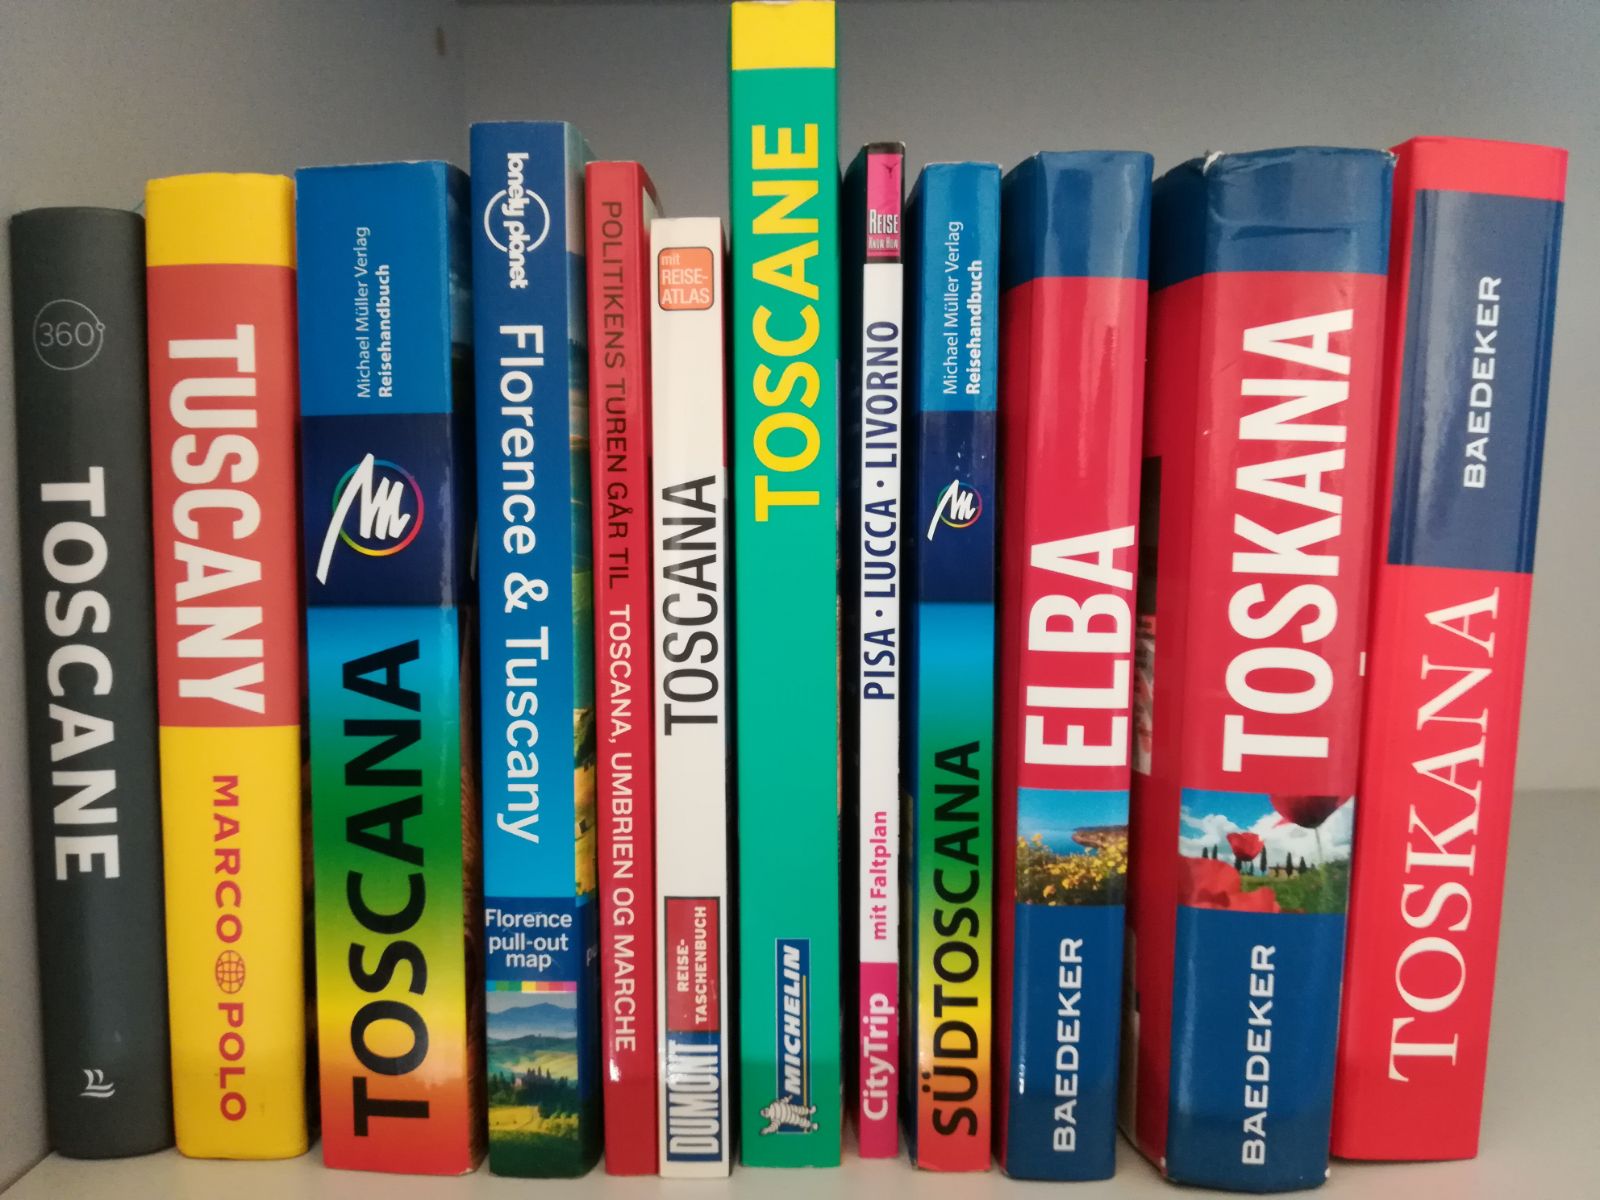 360°
TOSCANE
TUSCANY
MARCO POLO
Michael Müller Verlag
Reisehandbuch
TOSCANA
lonely planet
Florence & Tuscany
Florence
pull-out
map
POLITIKENS TUREN GÅR TIL TOSCANA, UMBRIEN OG MARCHE
mit
REISE-
ATLAS
TOSCANA
REISE-
TASCHENBUCH
DUMONT
TOSCANE
MICHELIN
REISE
KNOW-HOW
PISA · LUCCA · LIVORNO
mit Faltplan
CityTrip
Michael Müller Verlag
Reisehandbuch
SÜDTOSCANA
ELBA
BAEDEKER
TOSKANA
BAEDEKER
BAEDEKER
TOSKANA